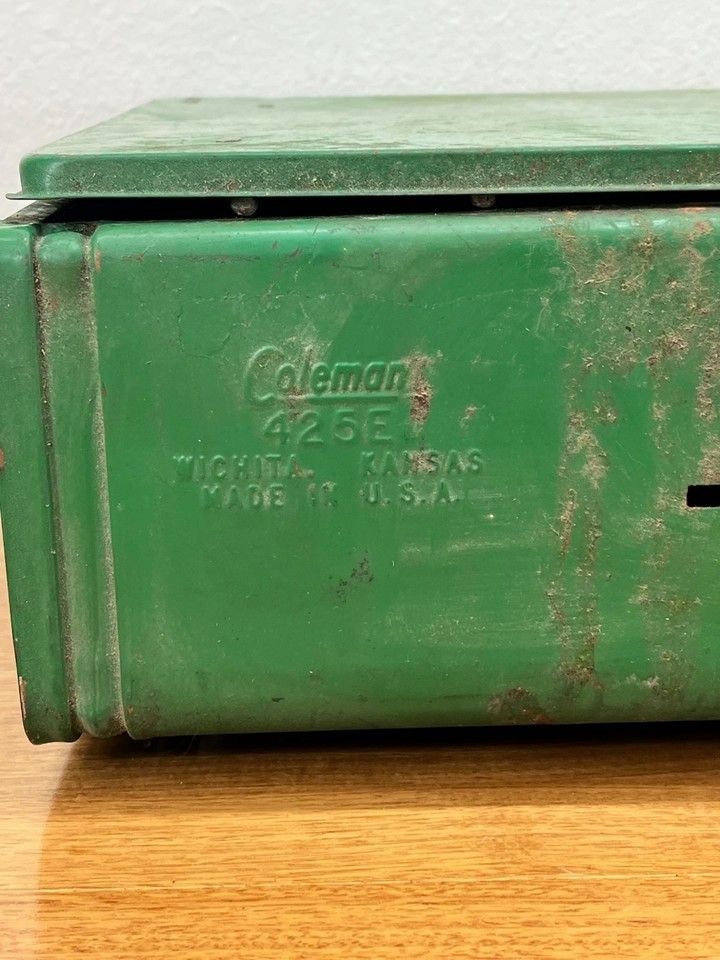 Coleman
425E
WICHITA. KANSAS
MADE IN U.S.A.